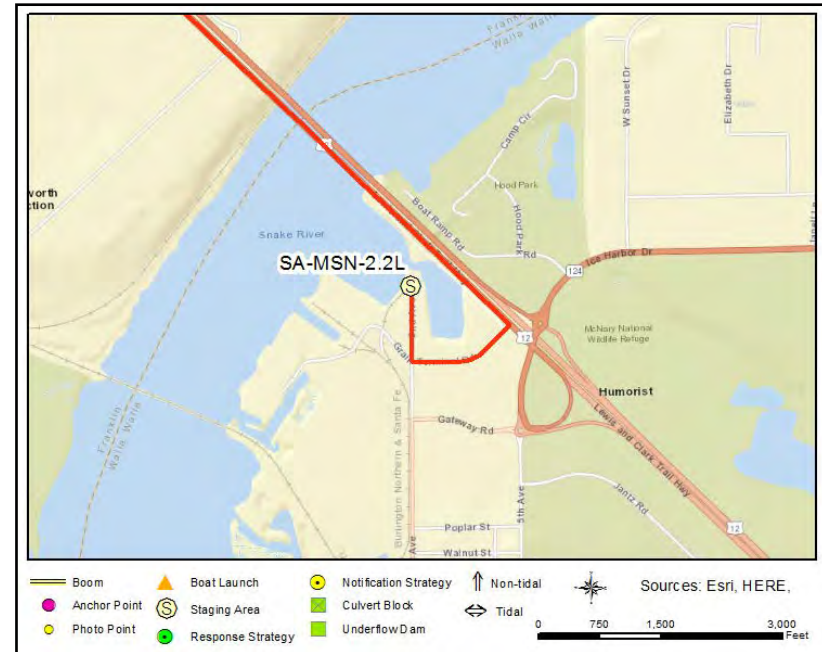 Franklin
Walla Walla
W Sunset Dr
Elizabeth Dr
Camp Cir
12
Hood Park
worth
ction
Boat Ramp Rd
Hood Park
Rd
Snake River
SA-MSN-2.2L
S
124
Ice Harbor Dr
McNary National
Wildlife Refuge
12
Humorist
Franklin
Walla Walla
Gateway Rd
Lewis and Clark Trail Hwy
Burlington Northern & Santa Fe
5th Ave
Jantz Rd
12
Poplar St
Ave
Walnut St
Boom
Boat Launch
Notification Strategy
Non-tidal
Sources: Esri, HERE,
Anchor Point
S
Staging Area
Culvert Block
Tidal
Photo Point
Response Strategy
Underflow Dam
0 750 1,500 3,000
Feet